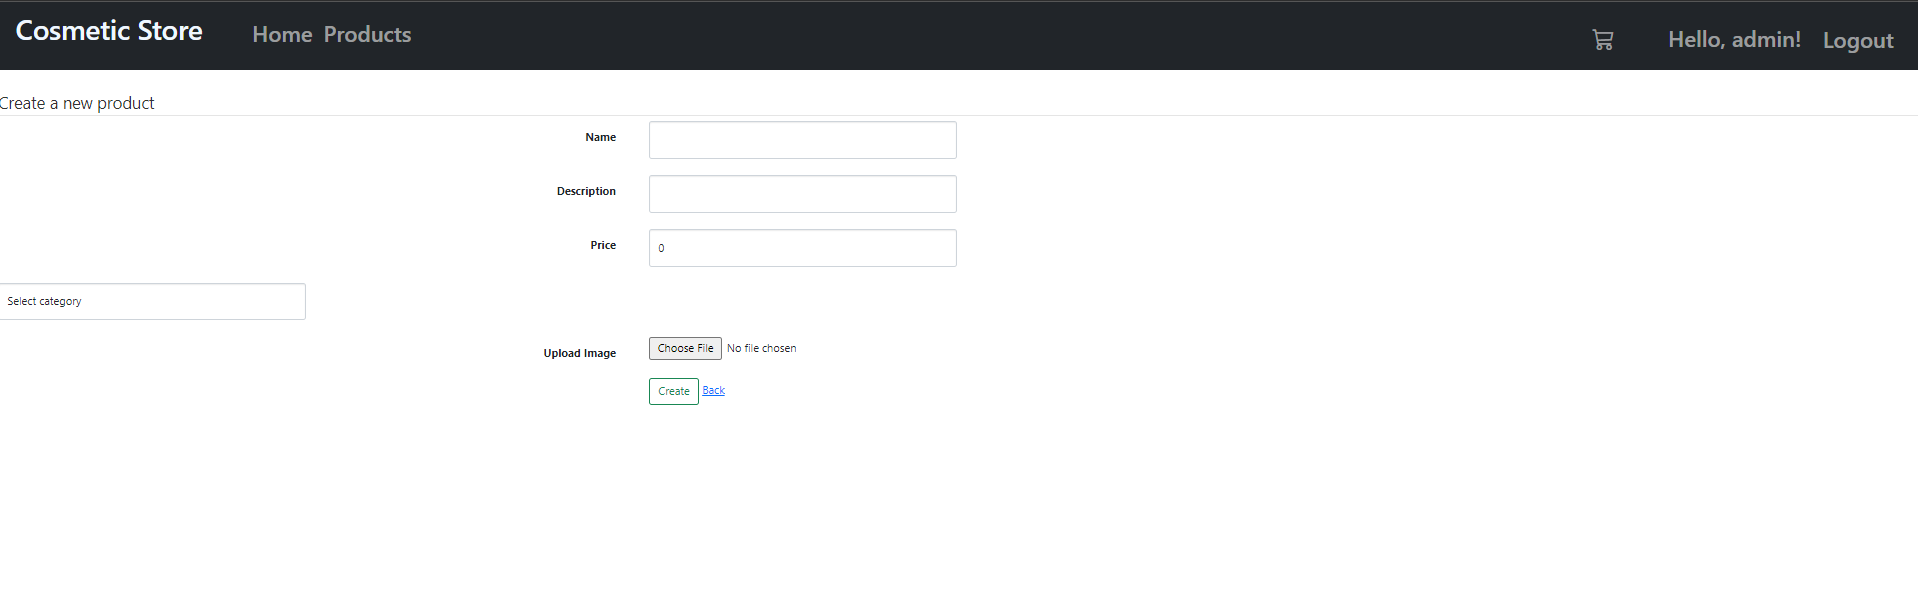 Cosmetic Store Home Products Hello, admin! Logout
Create a new product
Name
Description
Price 0
Select category
Upload Image Choose File No file chosen
Create Back